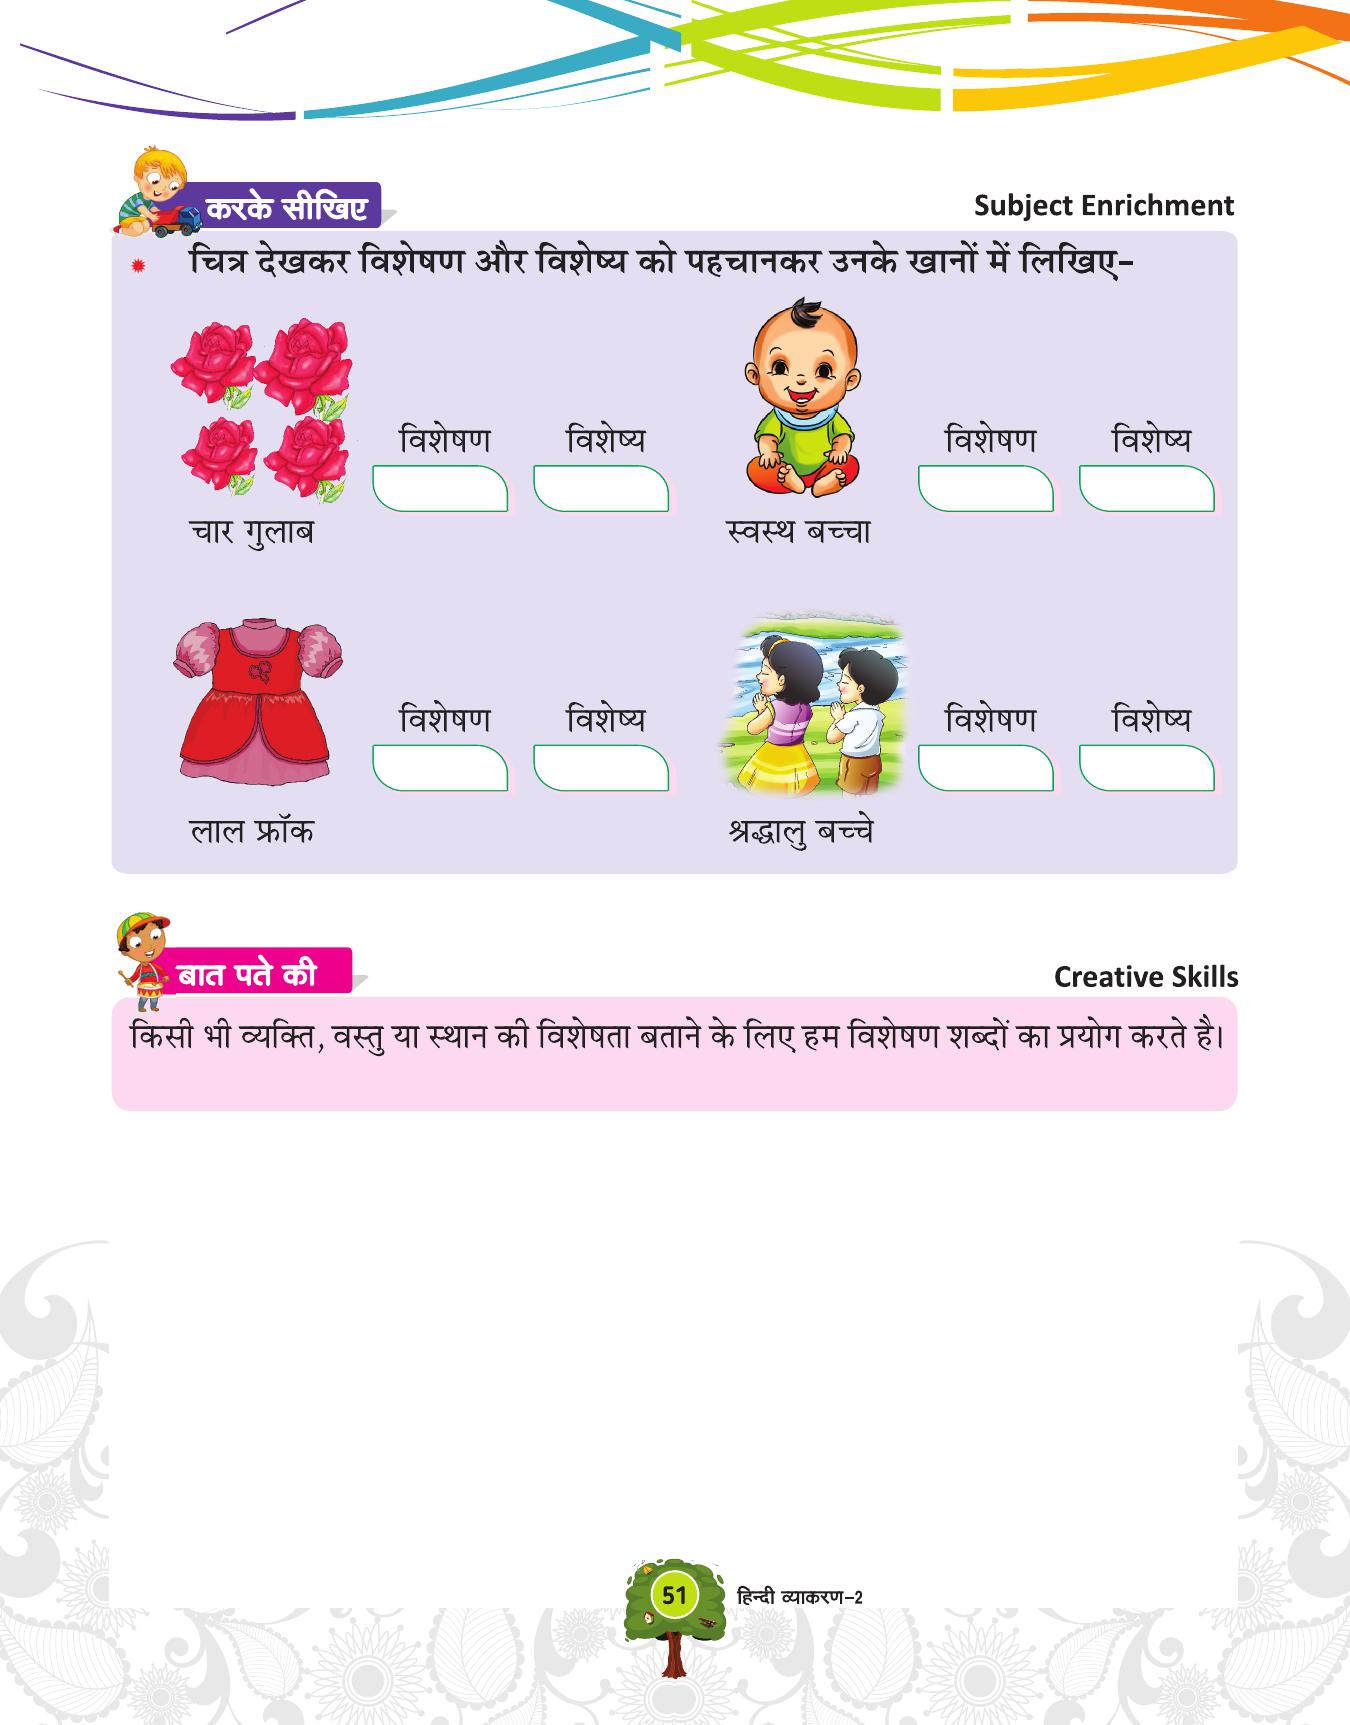 करके सीखिए
Subject Enrichment
चित्र देखकर विशेषण और विशेष्य को पहचानकर उनके खानों में लिखिए-
विशेषण विशेष्य विशेषण विशेष्य
चार गुलाब स्वस्थ बच्चा
विशेषण विशेष्य विशेषण विशेष्य
लाल फ्रॉक श्रद्धालु बच्चे
बात पते की
Creative Skills
किसी भी व्यक्ति, वस्तु या स्थान की विशेषता बताने के लिए हम विशेषण शब्दों का प्रयोग करते है।
51 हिन्दी व्याकरण-2